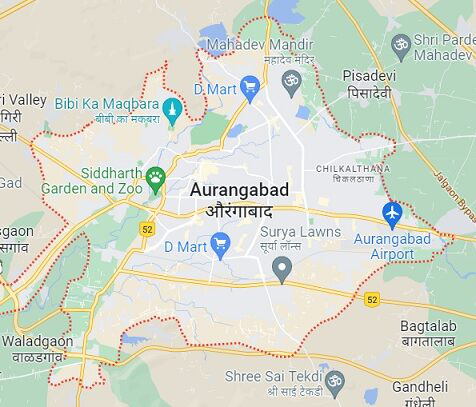 Mahadev Mandir
महादेव मंदिर
Shri Parde
Mahadev
Pisadevi
पिसादेवी
D Mart
ri Valley
गिरी
ल्ली
Bibi Ka Maqbara
बीबी का मकबरा
CHILKALTHANA
चिकलठाणा
Jalgaon Bypas
Siddharth
Garden and Zoo
Gad
Aurangabad
औरंगाबाद
Aurangabad
Airport
sgaon
सगांव
52
D Mart
Surya Lawns
सूर्या लॉन्स
52
Waladgaon
वाळडगांव
Bagtalab
बागतालाब
Shree Sai Tekdi
श्री साई टेकडी
Gandheli
गंधेली